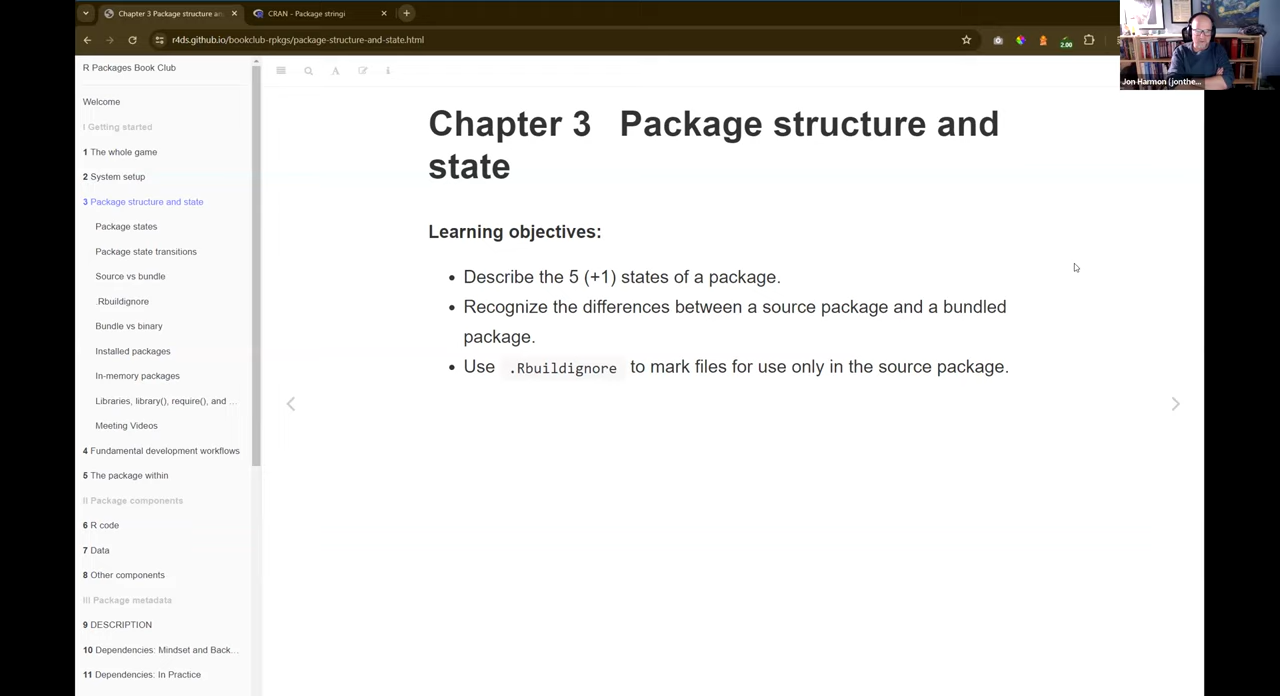 Chapter 3 Package structure an
CRAN - Package stringi
r4ds.github.io/bookclub-rpkgs/package-structure-and-state.html
2.00
Jon Harmon (jonthe...
R Packages Book Club
Welcome
I Getting started
1 The whole game
2 System setup
3 Package structure and state
Package states
Package state transitions
Source vs bundle
.Rbuildignore
Bundle vs binary
Installed packages
In-memory packages
Libraries, library(), require(), and ...
Meeting Videos
4 Fundamental development workflows
5 The package within
II Package components
6 R code
7 Data
8 Other components
III Package metadata
9 DESCRIPTION
10 Dependencies: Mindset and Back...
11 Dependencies: In Practice
Chapter 3 Package structure and
state
Learning objectives:
• Describe the 5 (+1) states of a package.
• Recognize the differences between a source package and a bundled
package.
• Use .Rbuildignore to mark files for use only in the source package.